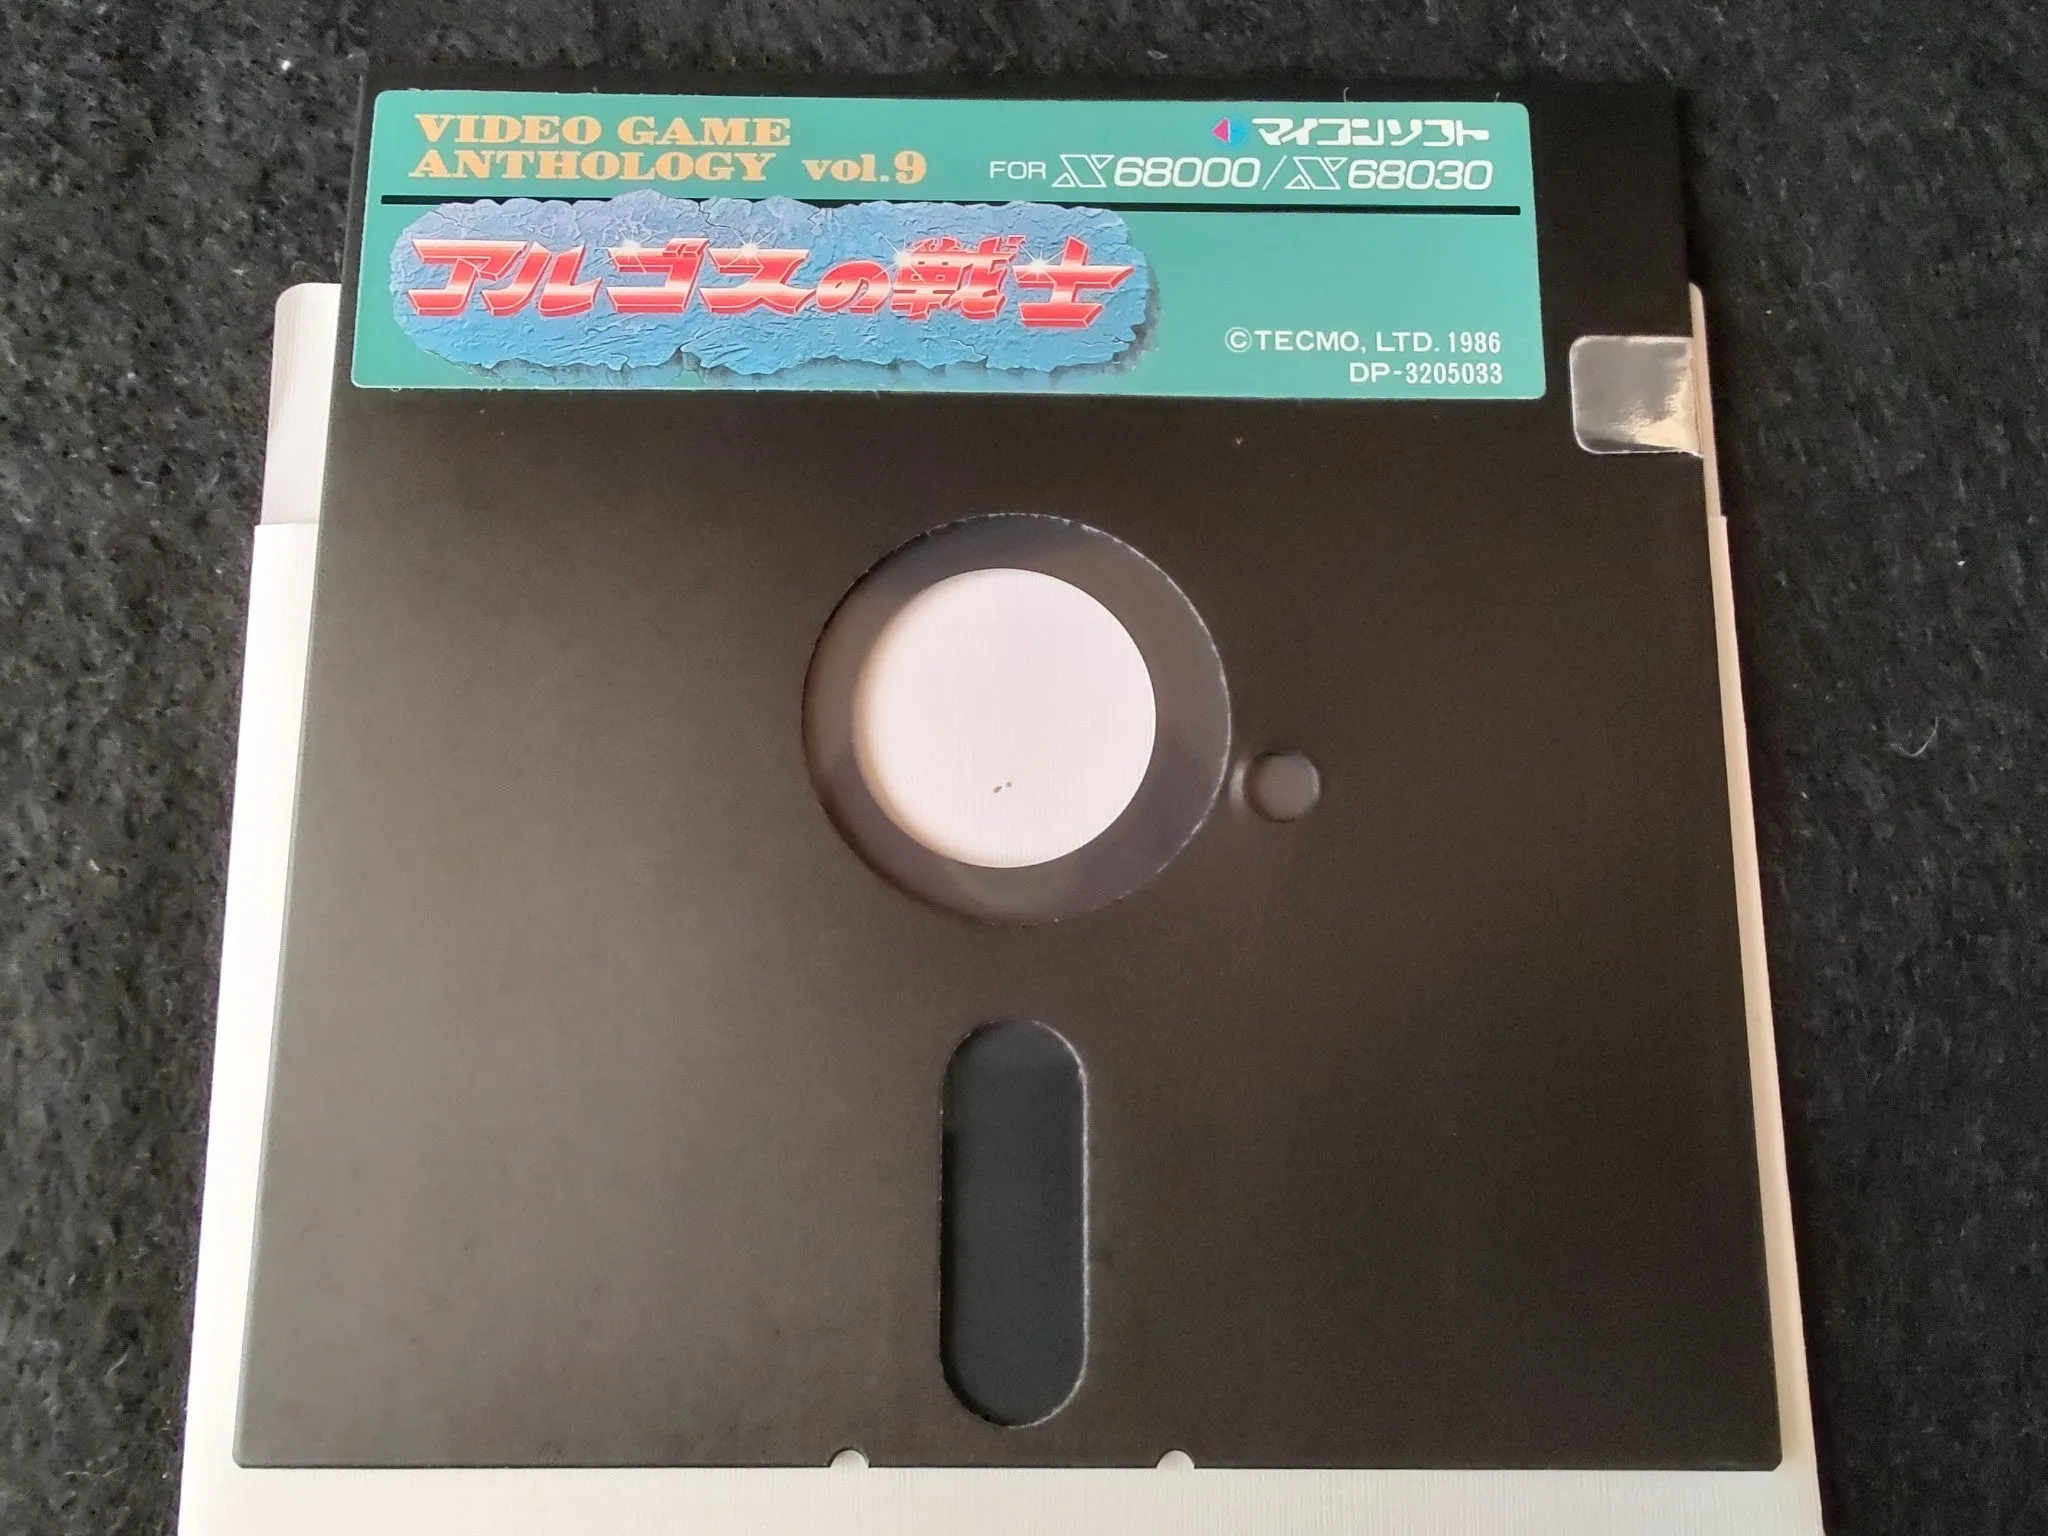 VIDEO GAME
ANTHOLOGY vol.9
マイコンソフト
FOR X68000/X68030
アルゴスの戦士
©TECMO, LTD. 1986
DP-3205033